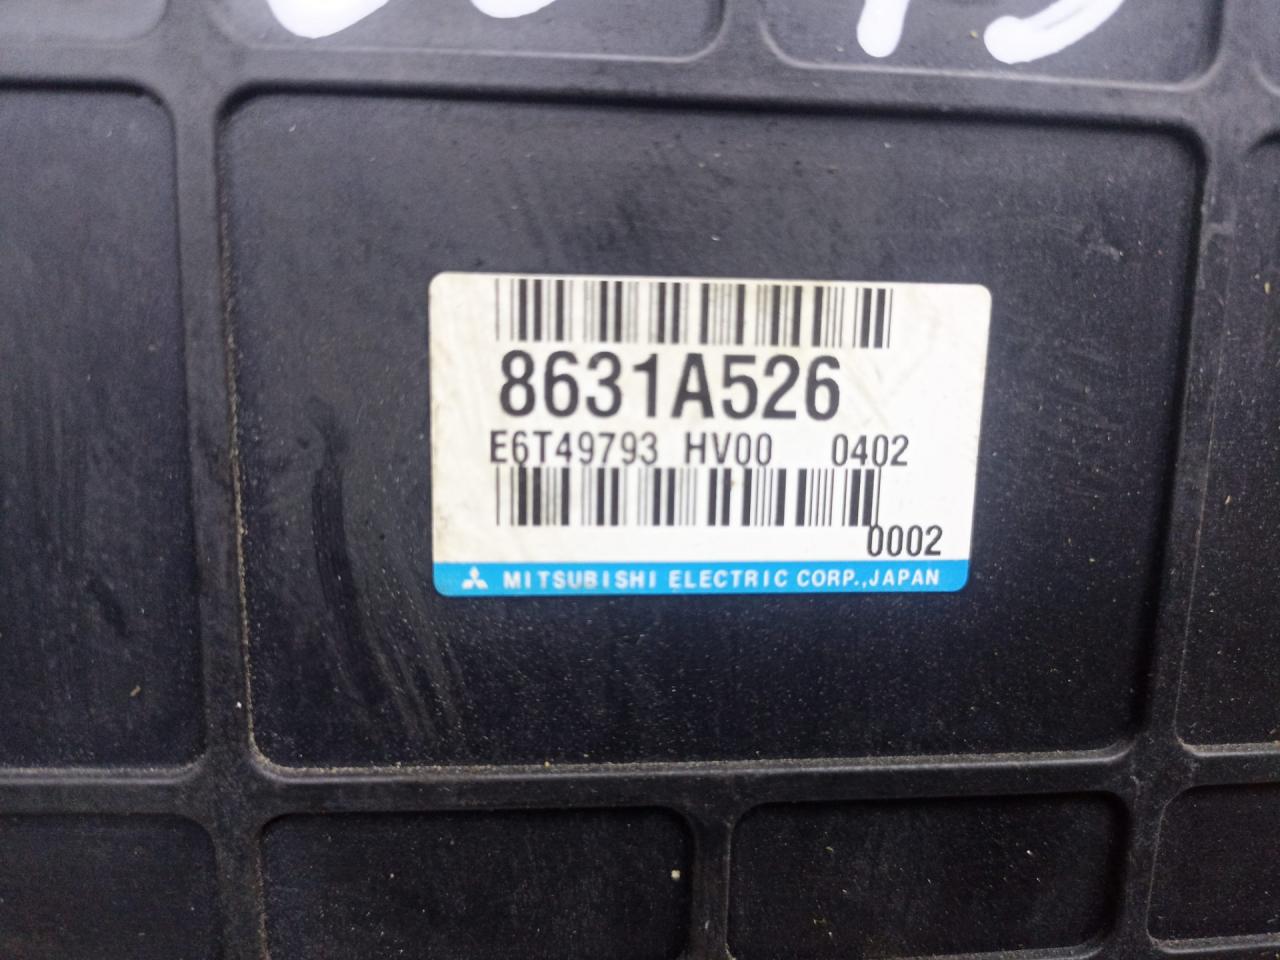 8631A526
E6T49793 HV00 0402
0002
MITSUBISHI ELECTRIC CORP.,JAPAN